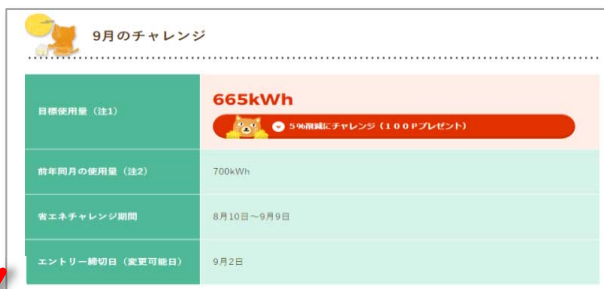 9月のチャレンジ
目標使用量（注1）
665kWh
5％削減にチャレンジ（１００Pプレゼント）
前年同月の使用量（注2）
700kWh
省エネチャレンジ期間
8月10日～9月9日
エントリー締切日（変更可能日）
9月2日